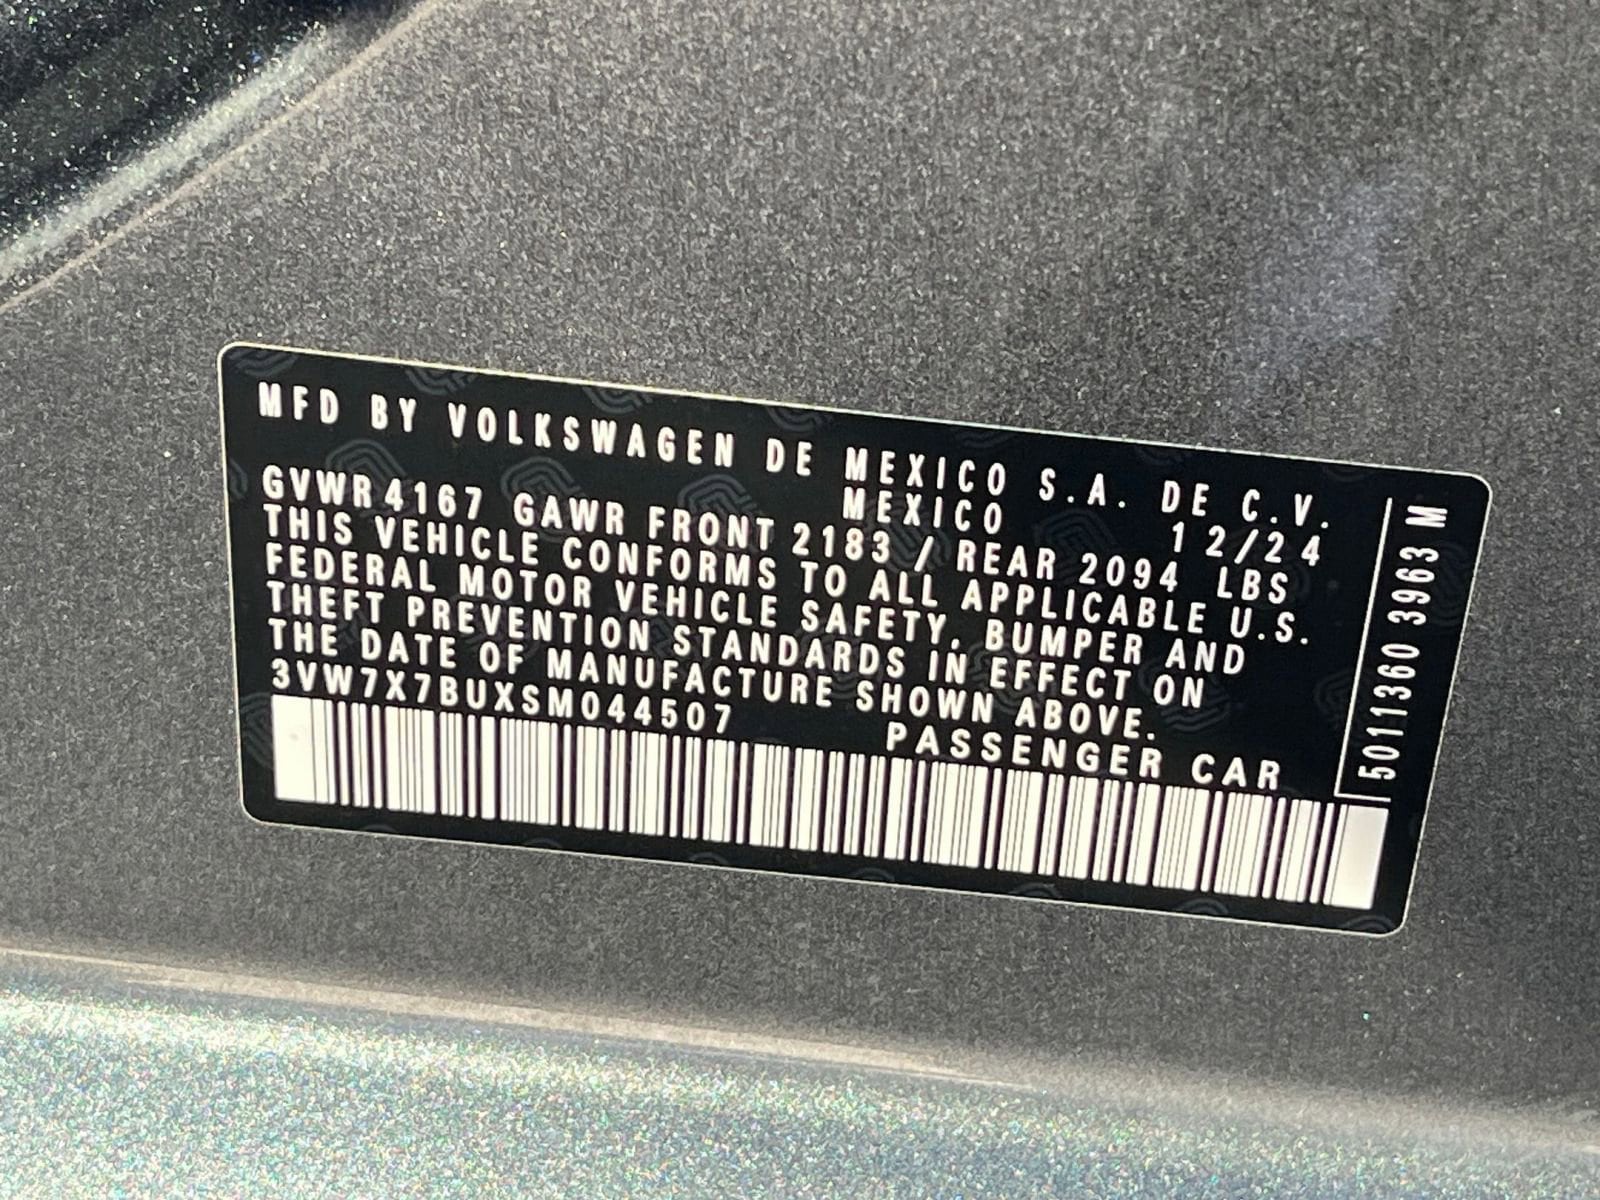 MFD BY VOLKSWAGEN DE MEXICO S.A. DE C.V.
MEXICO 12/24
GVWR 4167 GAWR FRONT 2183 / REAR 2094 LBS
THIS VEHICLE CONFORMS TO ALL APPLICABLE U.S.
FEDERAL MOTOR VEHICLE SAFETY, BUMPER AND
THEFT PREVENTION STANDARDS IN EFFECT ON
THE DATE OF MANUFACTURE SHOWN ABOVE.
3VW7X7BUXSM044507 PASSENGER CAR
5011360 3963 M